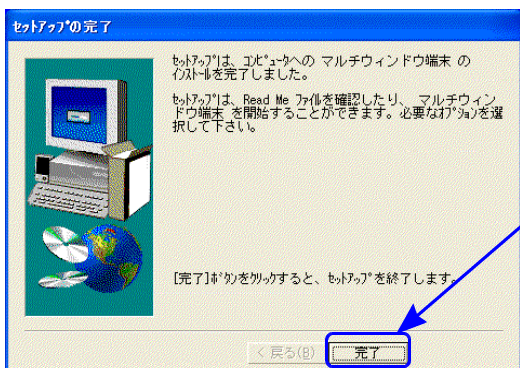 ｾｯﾄｱｯﾌﾟの完了
ｾｯﾄｱｯﾌﾟは、ｺﾝﾋﾟｭｰﾀへの マルチウィンドウ端末 の
ｲﾝｽﾄｰﾙを完了しました。
ｾｯﾄｱｯﾌﾟは、Read Me ﾌｧｲﾙを確認したり、 マルチウィン
ドウ端末 を開始することができます。必要なｵﾌﾟｼｮﾝを選
択して下さい。
[完了]ﾎﾞﾀﾝをｸﾘｯｸすると、ｾｯﾄｱｯﾌﾟを終了します。
< 戻る(B)
完了